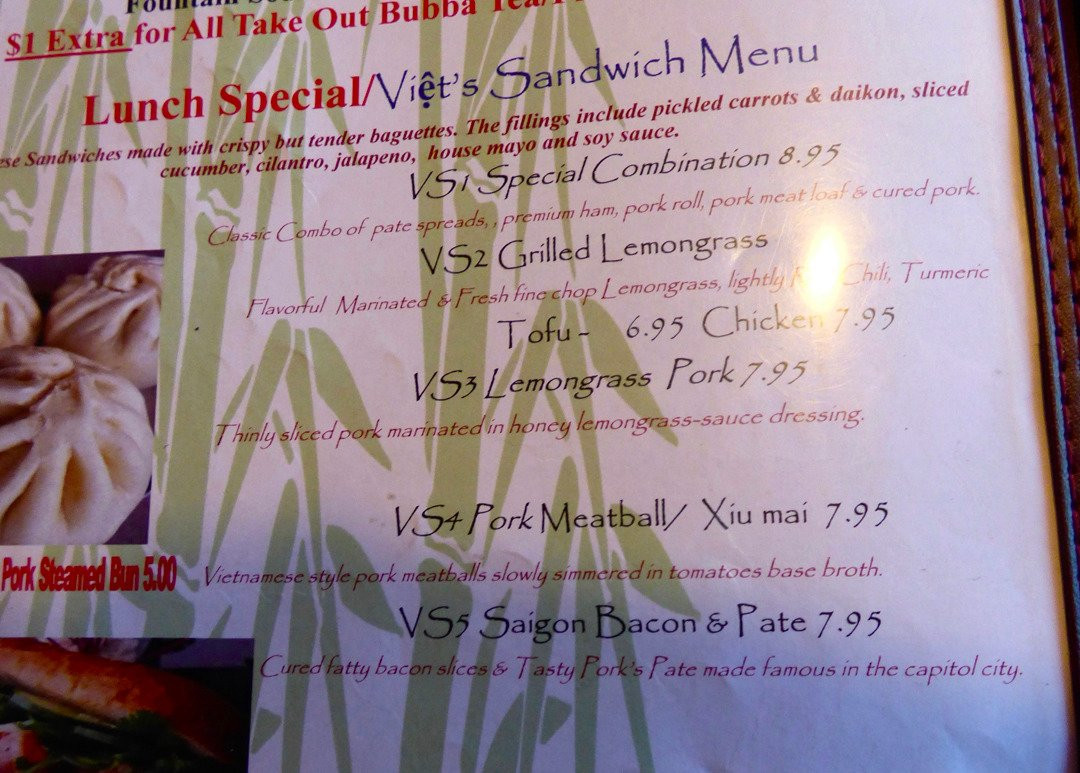 $1 Extra for All Take Out Bubba
Lunch Special/Việt's Sandwich Menu
Sandwiches made with crispy but tender baguettes. The fillings include pickled carrots & daikon, sliced
cucumber, cilantro, jalapeno, house mayo and soy sauce.
VS1 Special Combination 8.95
Classic Combo of pate spreads, , premium ham, pork roll, pork meat loaf & cured pork.
VS2 Grilled Lemongrass
Flavorful Marinated & Fresh fine chop Lemongrass, lightly Chili, Turmeric
Tofu - 6.95 Chicken 7.95
VS3 Lemongrass Pork 7.95
Thinly sliced pork marinated in honey lemongrass-sauce dressing.
VS4 Pork Meatball/ Xiu mai 7.95
Pork Steamed Bun 5.00
Vietnamese style pork meatballs slowly simmered in tomatoes base broth.
VS5 Saigon Bacon & Pate 7.95
Cured fatty bacon slices & Tasty Pork's Pate made famous in the capitol city.